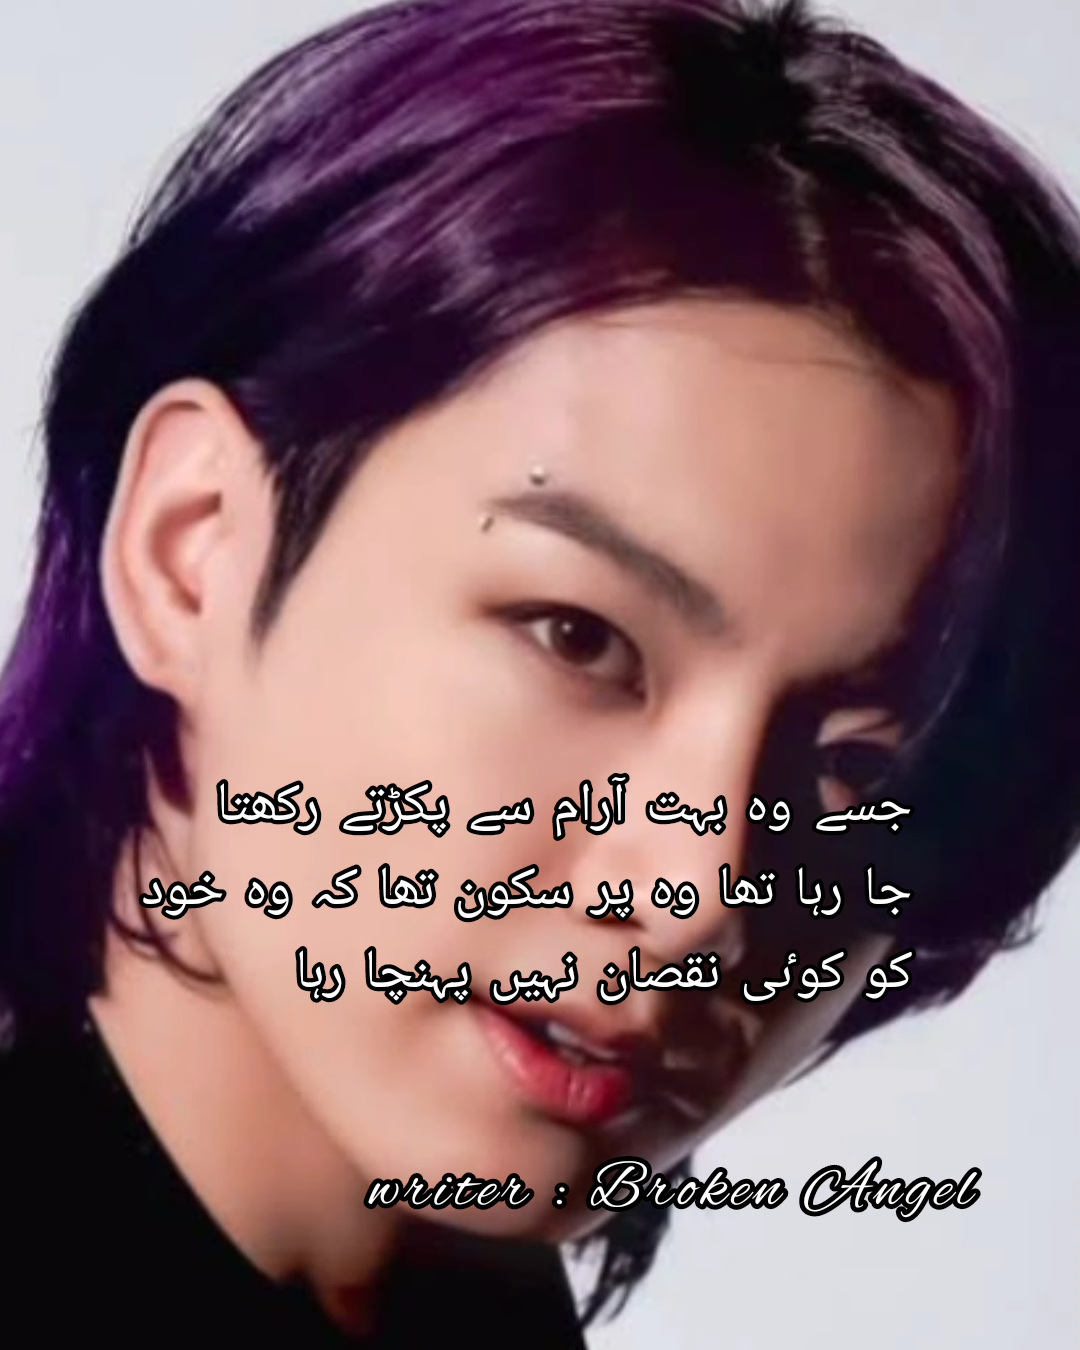 جسے وہ بہت آرام سے پکڑتے رکھتا
جا رہا تھا وہ پر سکون تھا کہ وہ خود
کو کوئی نقصان نہیں پہنچا رہا
writer : Broken Angel